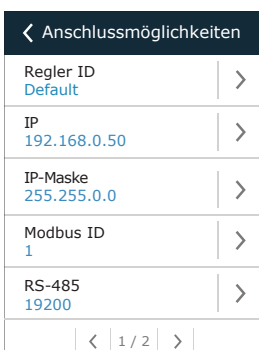 Anschlussmöglichkeiten
Regler ID
Default
IP
192.168.0.50
IP-Maske
255.255.0.0
Modbus ID
1
RS-485
19200
1 / 2